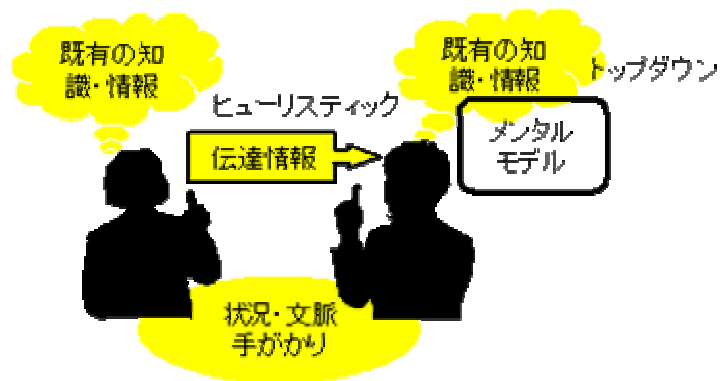 既有の知
識・情報
既有の知
識・情報
トップダウン
ヒューリスティック
伝達情報
メンタル
モデル
状況・文脈
手がかり